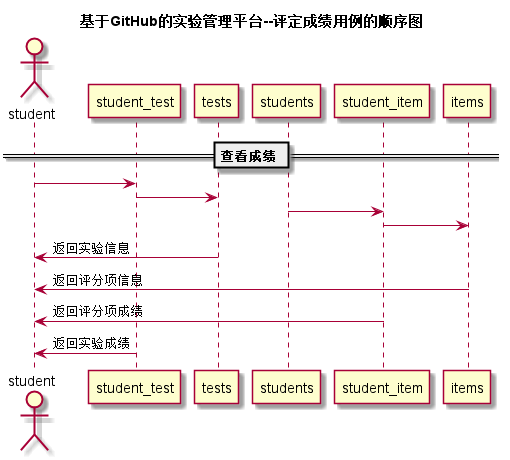 基于GitHub的实验管理平台--评定成绩用例的顺序图
student
student_test
tests
students
student_item
items
查看成绩
返回实验信息
返回评分项信息
返回评分项成绩
返回实验成绩
student
student_test
tests
students
student_item
items